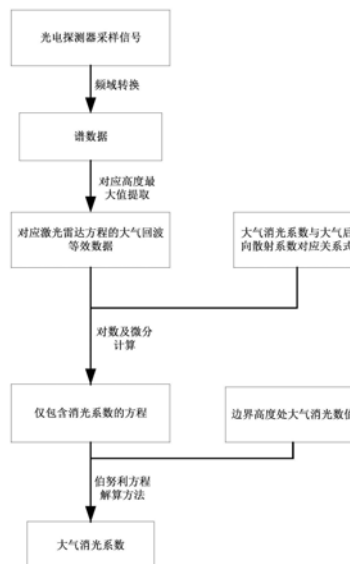 光电探测器采样信号
频域转换
谱数据
对应高度最
大值提取
对应激光雷达方程的大气回波
等效数据
大气消光系数与大气后
向散射系数对应关系式
对数及微分
计算
仅包含消光系数的方程
边界高度处大气消光数值
伯努利方程
解算方法
大气消光系数